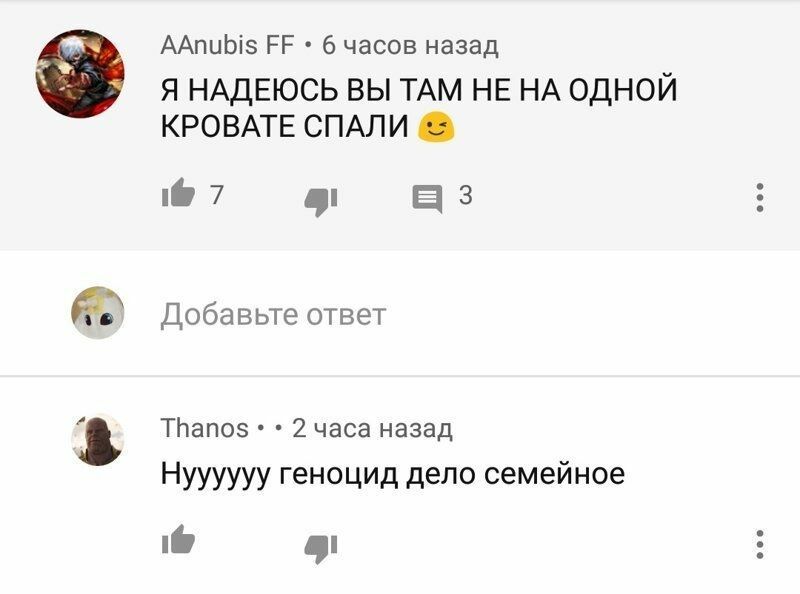 AAnubis FF • 6 часов назад
Я НАДЕЮСЬ ВЫ ТАМ НЕ НА ОДНОЙ
КРОВАТЕ СПАЛИ 😉
7 3
Добавьте ответ
Thanos • • 2 часа назад
Нуууууу геноцид дело семейное